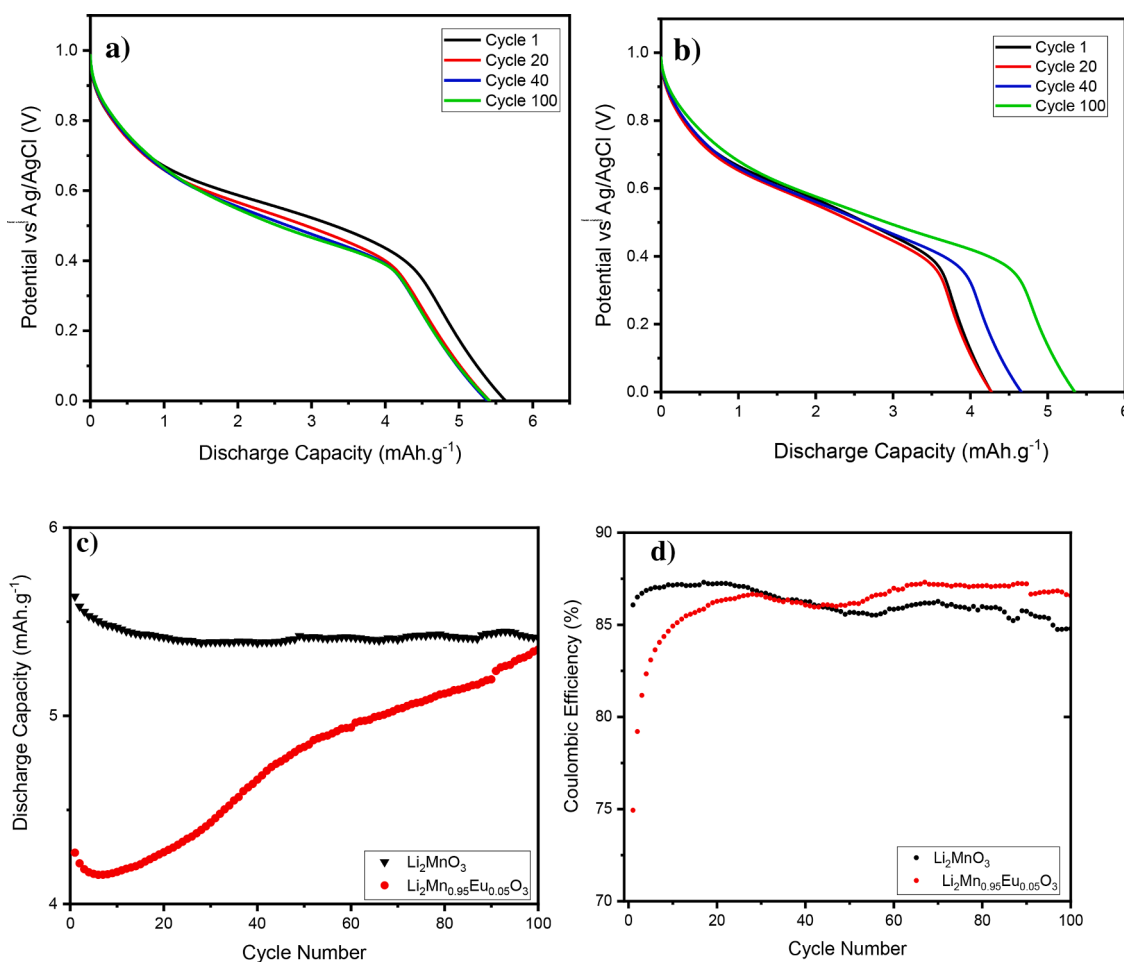 a)
Cycle 1
Cycle 20
Cycle 40
Cycle 100
1.0
0.8
0.6
0.4
0.2
0.0
Potential vs Ag/AgCl (V)
0 1 2 3 4 5 6
Discharge Capacity (mAh.g⁻¹)
b)
Cycle 1
Cycle 20
Cycle 40
Cycle 100
1.0
0.8
0.6
0.4
0.2
0.0
Potential vs Ag/AgCl (V)
0 1 2 3 4 5 6
Discharge Capacity (mAh.g⁻¹)
c)
6
5
4
Discharge Capacity (mAh.g⁻¹)
Li₂MnO₃
Li₂Mn₀.₉₅Eu₀.₀₅O₃
0 20 40 60 80 100
Cycle Number
d)
90
85
80
75
70
Coulombic Efficiency (%)
Li₂MnO₃
Li₂Mn₀.₉₅Eu₀.₀₅O₃
0 20 40 60 80 100
Cycle Number